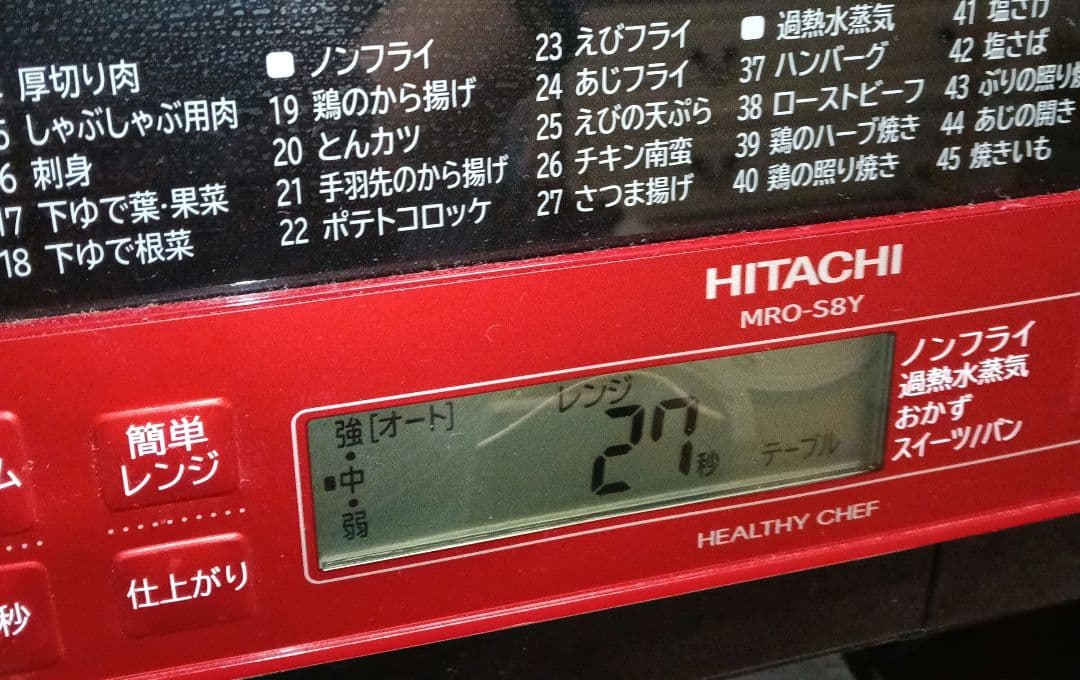 厚切り肉
しゃぶしゃぶ用肉
6 刺身
17 下ゆで葉・果菜
18 下ゆで根菜
ノンフライ
19 鶏のから揚げ
20 とんカツ
21 手羽先のから揚げ
22 ポテトコロッケ
23 えびフライ
24 あじフライ
25 えびの天ぷら
26 チキン南蛮
27 さつま揚げ
過熱水蒸気
37 ハンバーグ
38 ローストビーフ
39 鶏のハーブ焼き
40 鶏の照り焼き
41 塩さけ
42 塩さば
43 ぶりの照り焼
44 あじの開き
45 焼きいも
HITACHI
MRO-S8Y
ム
秒
簡単
レンジ
仕上がり
強[オート]
中
弱
レンジ
27秒
テーブル
ノンフライ
過熱水蒸気
おかず
スイーツ/パン
HEALTHY CHEF